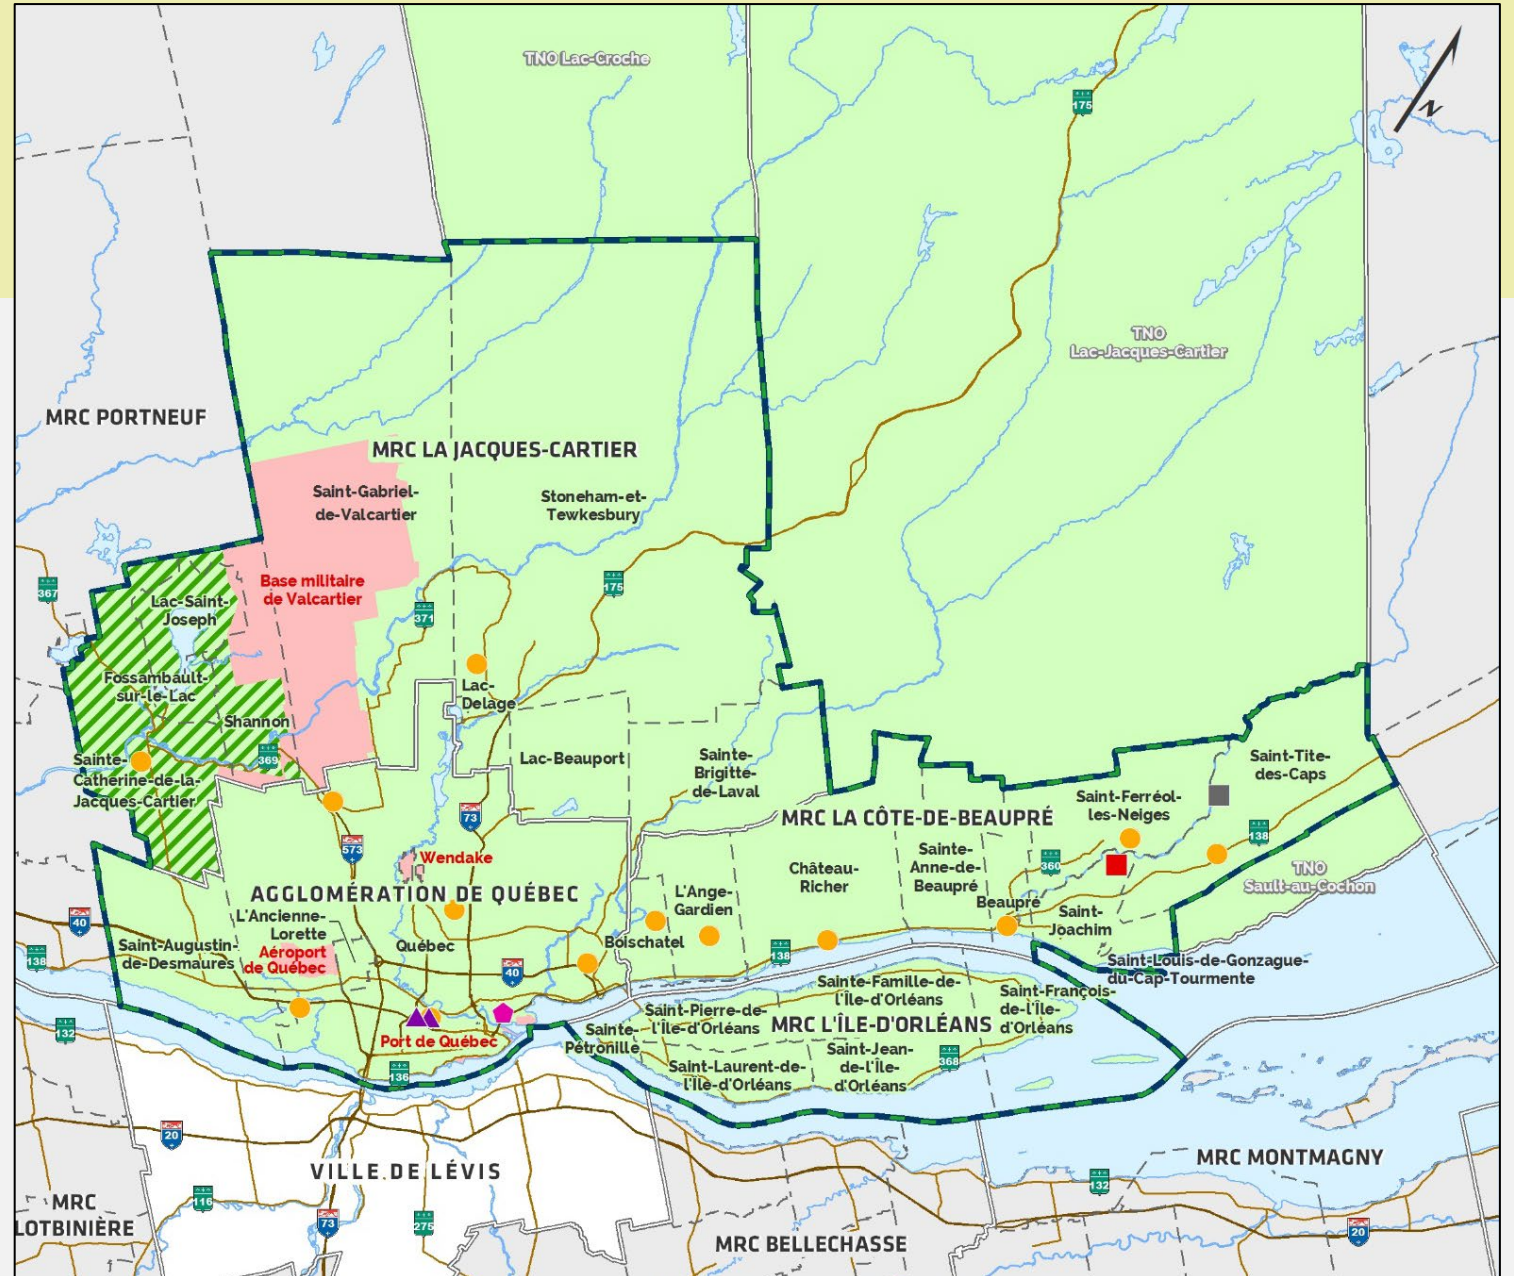 TNO Lac-Croche
175
N
TNO
Lac-Jacques-Cartier
MRC PORTNEUF
MRC LA JACQUES-CARTIER
Saint-Gabriel-
de-Valcartier
Stoneham-et-
Tewkesbury
367
Base militaire
de Valcartier
175
Lac-Saint-
Joseph
371
Fossambault-
sur-le-Lac
Lac-
Delage
Shannon
369
Sainte-
Catherine-de-la-
Jacques-Cartier
Lac-Beauport
Sainte-
Brigitte-
de-Laval
Saint-Tite-
des-Caps
Saint-Ferréol-
les-Neiges
73
MRC LA CÔTE-DE-BEAUPRÉ
138
573
Wendake
Sainte-
Anne-de-
Beaupré
360
Château-
Richer
TNO
Sault-au-Cochon
AGGLOMÉRATION DE QUÉBEC
L'Ange-
Gardien
Beaupré
40
L'Ancienne-
Lorette
Saint-
Joachim
Saint-Augustin-
de-Desmaures
Québec
Boischatel
138
138
Aéroport
de Québec
40
Saint-Louis-de-Gonzague-
du-Cap-Tourmente
Sainte-Famille-de-
l'Île-d'Orléans
Saint-François-
de-l'Île-
d'Orléans
Saint-Pierre-de-
l'Île-d'Orléans
MRC L'ÎLE-D'ORLÉANS
132
Port de Québec
Sainte-
Pétronille
Saint-Jean-
de-l'Île-
d'Orléans
368
Saint-Laurent-de-
l'Île-d'Orléans
136
20
VILLE DE LÉVIS
MRC MONTMAGNY
132
116
MRC
LOTBINIÈRE
73
275
MRC BELLECHASSE
20